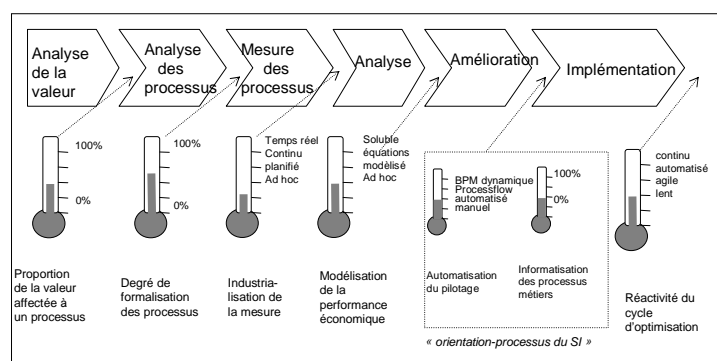 Analyse
de la
valeur
Analyse
des
processus
Mesure
des
processus
Analyse
Amélioration
Implémentation
100%
0%
100%
0%
Temps réel
Continu
planifié
Ad hoc
Soluble
équations
modèlisé
Ad hoc
BPM dynamique
Processflow
automatisé
manuel
100%
0%
continu
automatisé
agile
lent
Proportion
de la valeur
affectée à
un processus
Degré de
formalisation
des processus
Industria-
lisation de
la mesure
Modélisation
de la
performance
économique
Automatisation
du pilotage
Informatisation
des processus
métiers
Réactivité du
cycle
d'optimisation
« orientation-processus du SI »